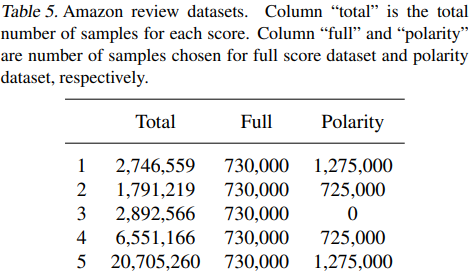 Table 5. Amazon review datasets. Column “total” is the total
number of samples for each score. Column “full” and “polarity”
are number of samples chosen for full score dataset and polarity
dataset, respectively.
Total Full Polarity
1 2,746,559 730,000 1,275,000
2 1,791,219 730,000 725,000
3 2,892,566 730,000 0
4 6,551,166 730,000 725,000
5 20,705,260 730,000 1,275,000